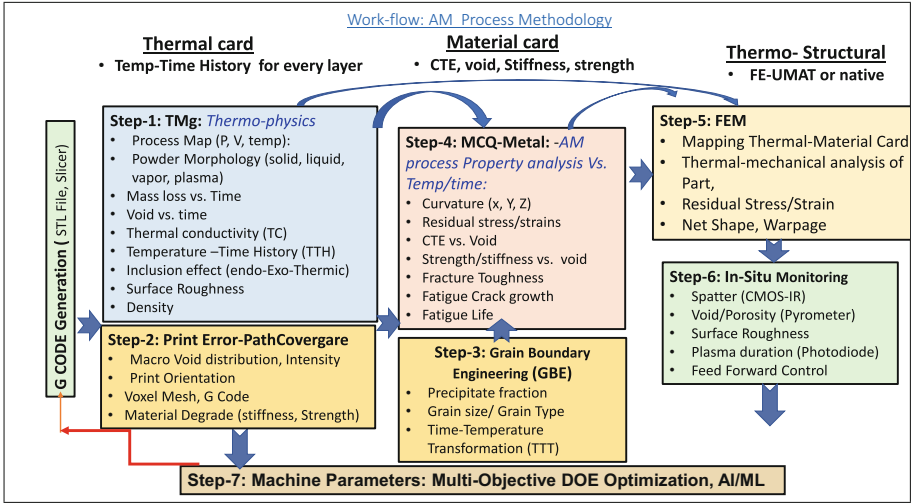 Work-flow: AM Process Methodology
Thermal card
• Temp-Time History for every layer
Material card
• CTE, void, Stiffness, strength
Thermo- Structural
• FE-UMAT or native
G CODE Generation ( STL File, Slicer)
Step-1: TMg: Thermo-physics
• Process Map (P, V, temp):
• Powder Morphology (solid, liquid,
vapor, plasma)
• Mass loss vs. Time
• Void vs. time
• Thermal conductivity (TC)
• Temperature –Time History (TTH)
• Inclusion effect (endo-Exo-Thermic)
• Surface Roughness
• Density
Step-2: Print Error-PathCovergare
• Macro Void distribution, Intensity
• Print Orientation
• Voxel Mesh, G Code
• Material Degrade (stiffness, Strength)
Step-4: MCQ-Metal: -AM
process Property analysis Vs.
Temp/time:
• Curvature (x, Y, Z)
• Residual stress/strains
• CTE vs. Void
• Strength/stiffness vs. void
• Fracture Toughness
• Fatigue Crack growth
• Fatigue Life
Step-3: Grain Boundary
Engineering (GBE)
• Precipitate fraction
• Grain size/ Grain Type
• Time-Temperature
Transformation (TTT)
Step-5: FEM
• Mapping Thermal-Material Card
• Thermal-mechanical analysis of
Part,
• Residual Stress/Strain
• Net Shape, Warpage
Step-6: In-Situ Monitoring
• Spatter (CMOS-IR)
• Void/Porosity (Pyrometer)
• Surface Roughness
• Plasma duration (Photodiode)
• Feed Forward Control
Step-7: Machine Parameters: Multi-Objective DOE Optimization, AI/ML